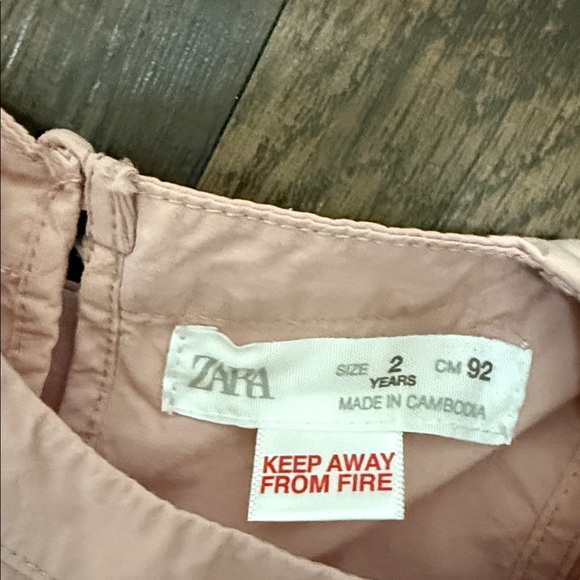 ZARA
SIZE 2 YEARS CM 92
MADE IN CAMBODIA
KEEP AWAY
FROM FIRE